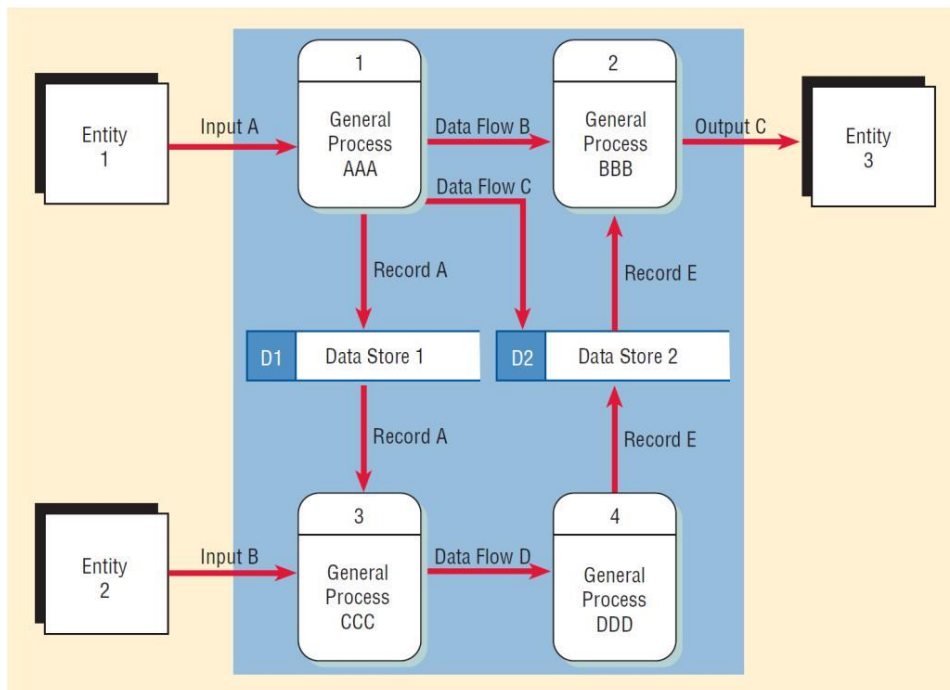 1
2
Entity
1
Input A
General
Process
AAA
Data Flow B
General
Process
BBB
Output C
Entity
3
Data Flow C
Record A
Record E
D1
Data Store 1
D2
Data Store 2
Record A
Record E
3
4
Entity
2
Input B
General
Process
CCC
Data Flow D
General
Process
DDD